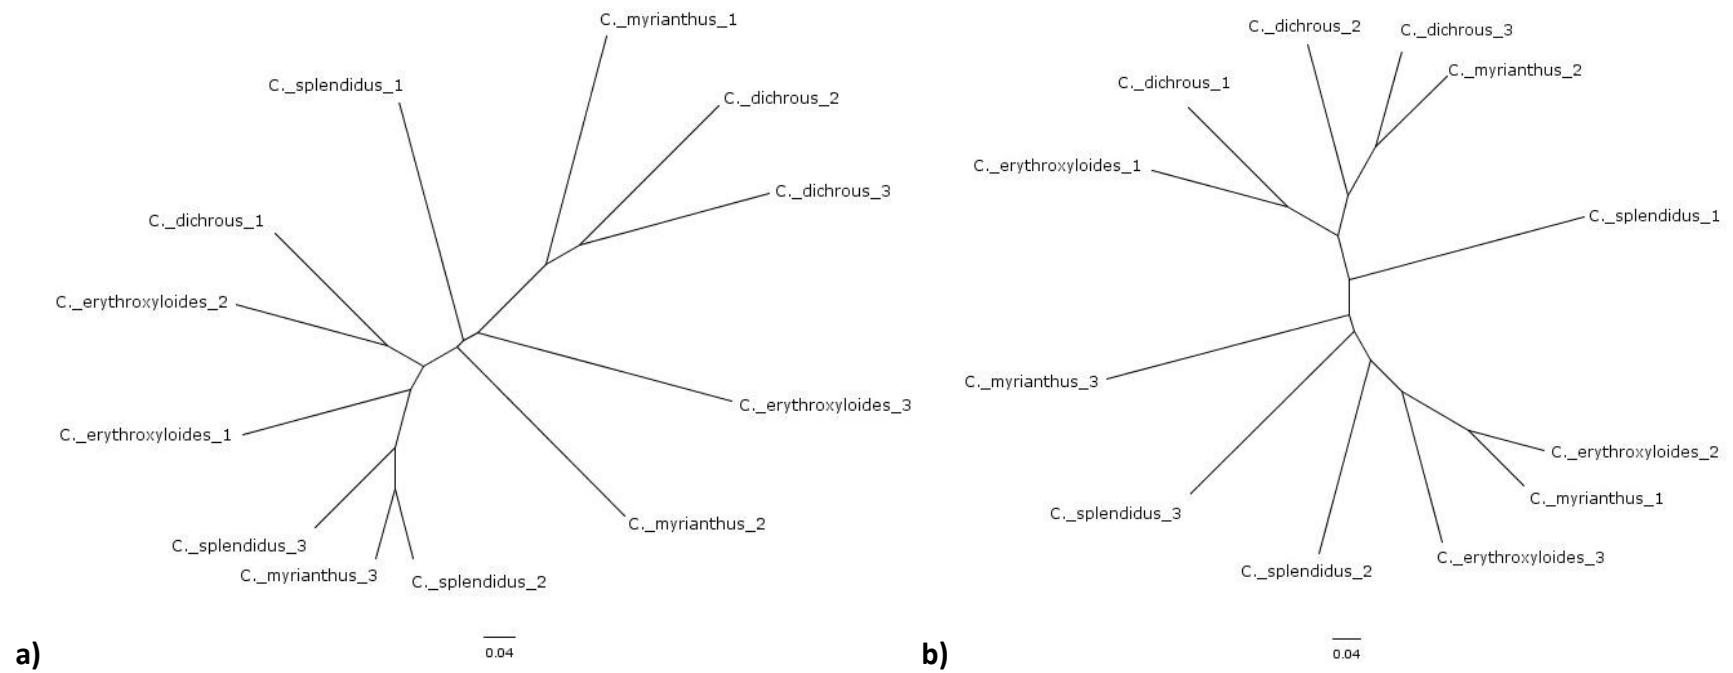 C._myrianthus_1
C._splendidus_1
C._dichrous_2
C._dichrous_3
C._dichrous_1
C._erythroxyloides_2
C._erythroxyloides_3
C._erythroxyloides_1
C._myrianthus_2
C._splendidus_3
C._myrianthus_3
C._splendidus_2
0.04
a)
C._dichrous_2
C._dichrous_3
C._myrianthus_2
C._dichrous_1
C._erythroxyloides_1
C._splendidus_1
C._myrianthus_3
C._erythroxyloides_2
C._myrianthus_1
C._splendidus_3
C._erythroxyloides_3
C._splendidus_2
0.04
b)